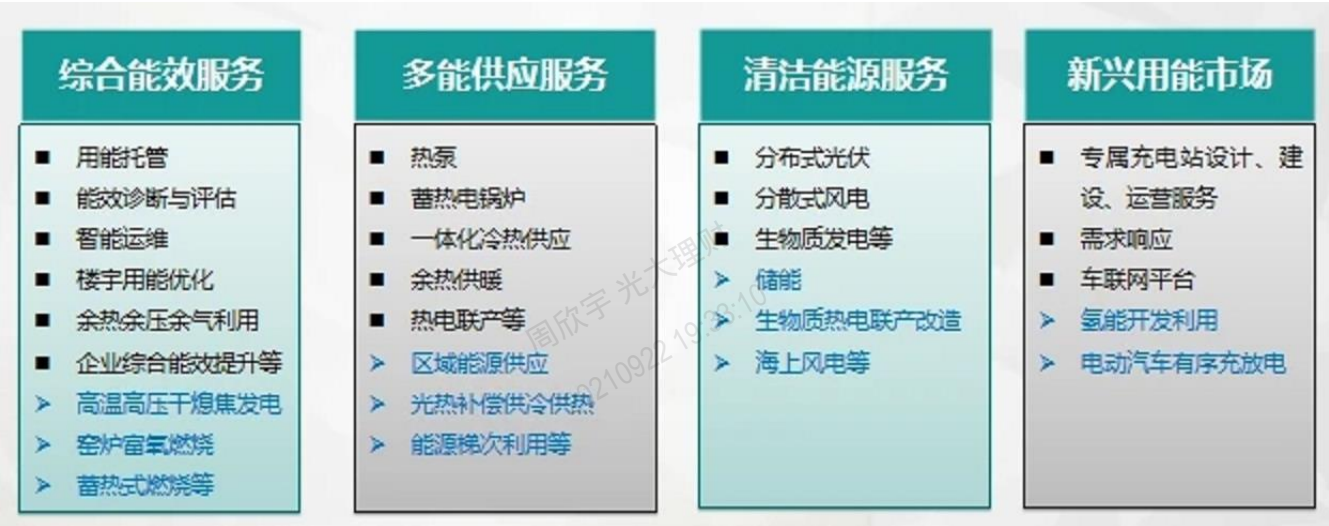 综合能效服务
用能托管
能效诊断与评估
智能运维
楼宇用能优化
余热余压余气利用
企业综合能效提升等
高温高压干熄焦发电
窑炉富氧燃烧
蓄热式燃烧等
多能供应服务
热泵
蓄热电锅炉
一体化冷热供应
余热供暖
热电联产等
区域能源供应
光热补偿供冷供热
能源梯次利用等
清洁能源服务
分布式光伏
分散式风电
生物质发电等
储能
生物质热电联产改造
海上风电等
新兴用能市场
专属充电站设计、建
设、运营服务
需求响应
车联网平台
氢能开发利用
电动汽车有序充放电
周欣宇 光大理财
20210922 19:33:10